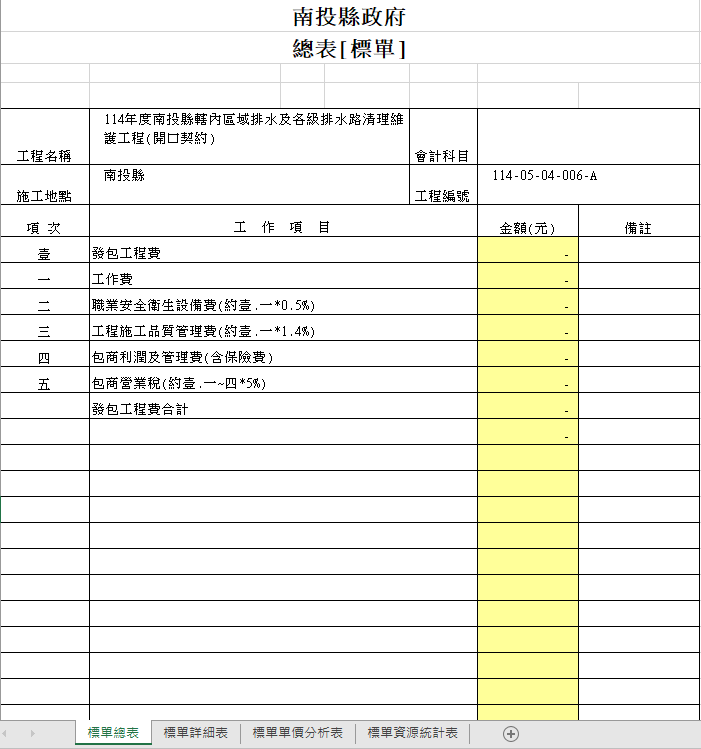 南投縣政府
總表[標單]
工程名稱 114年度南投縣轄內區域排水及各級排水路清理維
護工程(開口契約) 會計科目
施工地點 南投縣 工程編號 114-05-04-006-A
項 次 工 作 項 目 金額(元) 備註
壹 發包工程費 -
一 工作費 -
二 職業安全衛生設備費(約壹.一*0.5%) -
三 工程施工品質管理費(約壹.一*1.4%) -
四 包商利潤及管理費(含保險費) -
五 包商營業稅(約壹.一~四*5%) -
發包工程費合計 -
-
標單總表 標單詳細表 標單單價分析表 標單資源統計表